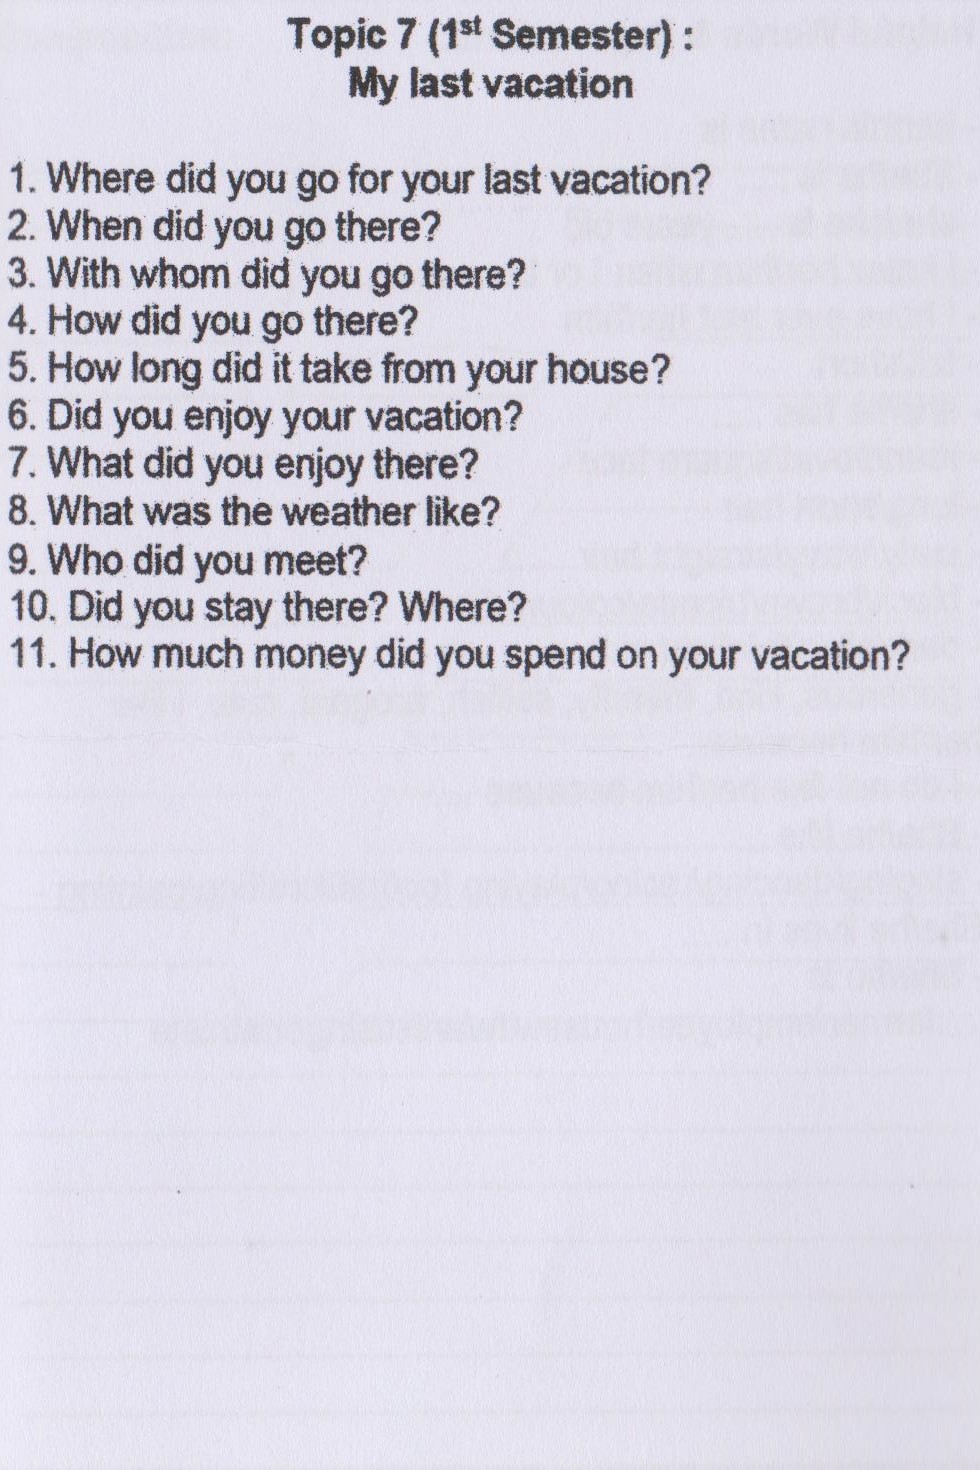 Topic 7 (1st Semester) :
My last vacation
1. Where did you go for your last vacation?
2. When did you go there?
3. With whom did you go there?
4. How did you go there?
5. How long did it take from your house?
6. Did you enjoy your vacation?
7. What did you enjoy there?
8. What was the weather like?
9. Who did you meet?
10. Did you stay there? Where?
11. How much money did you spend on your vacation?